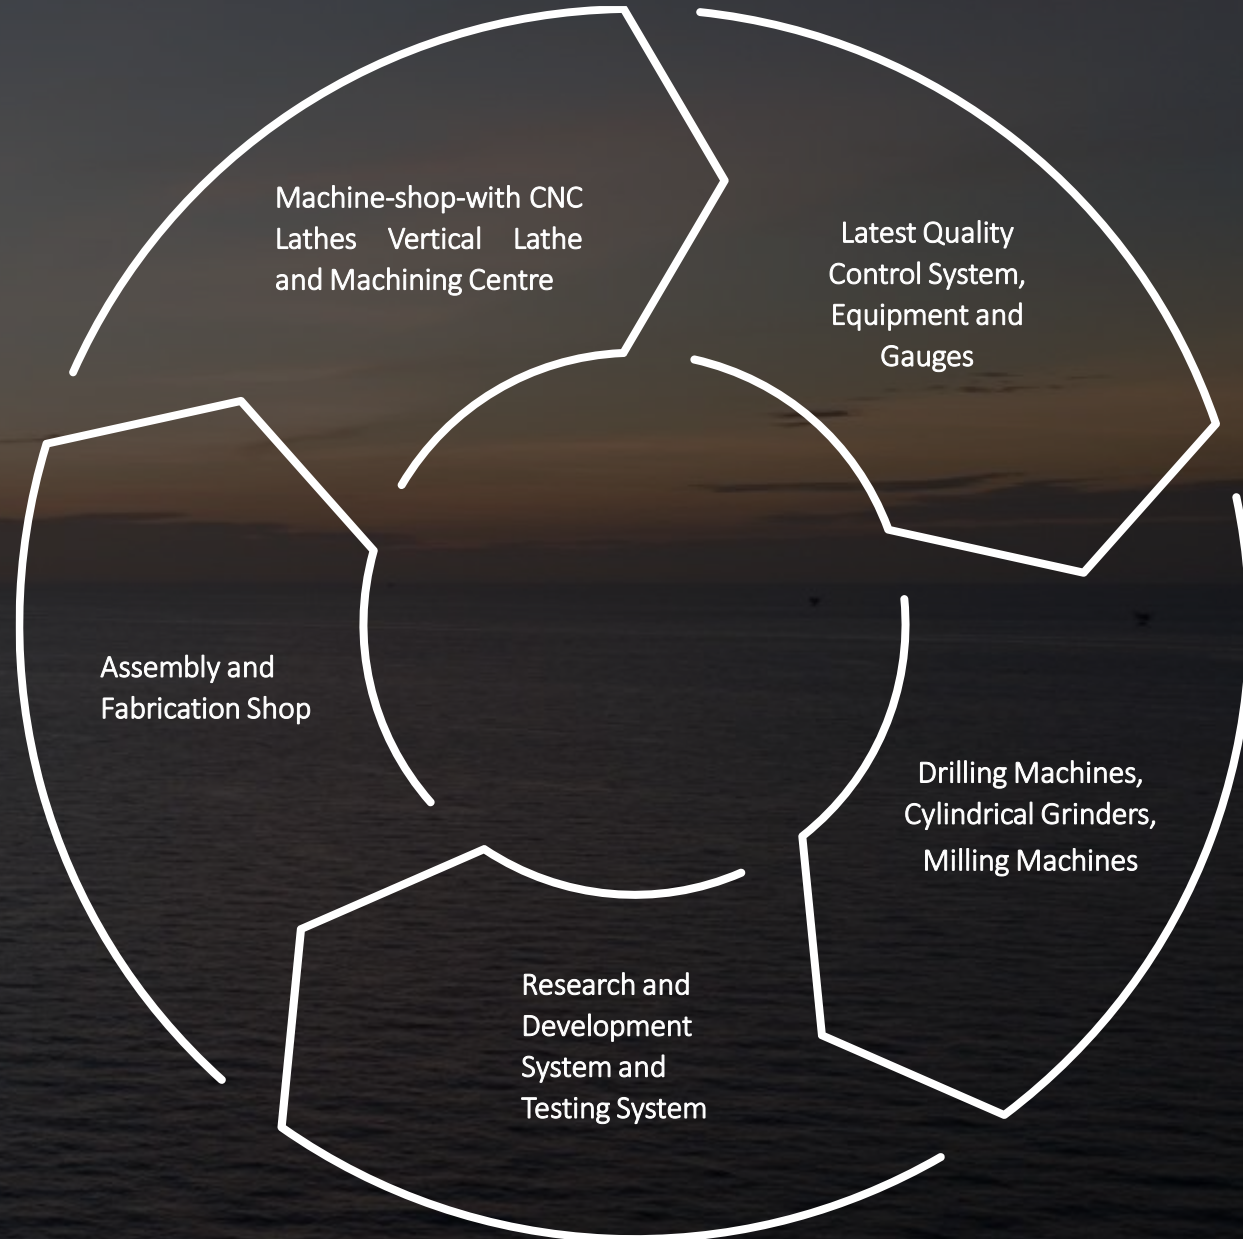 Machine-shop-with CNC
Lathes Vertical Lathe
and Machining Centre
Latest Quality
Control System,
Equipment and
Gauges
Drilling Machines,
Cylindrical Grinders,
Milling Machines
Research and
Development
System and
Testing System
Assembly and
Fabrication Shop